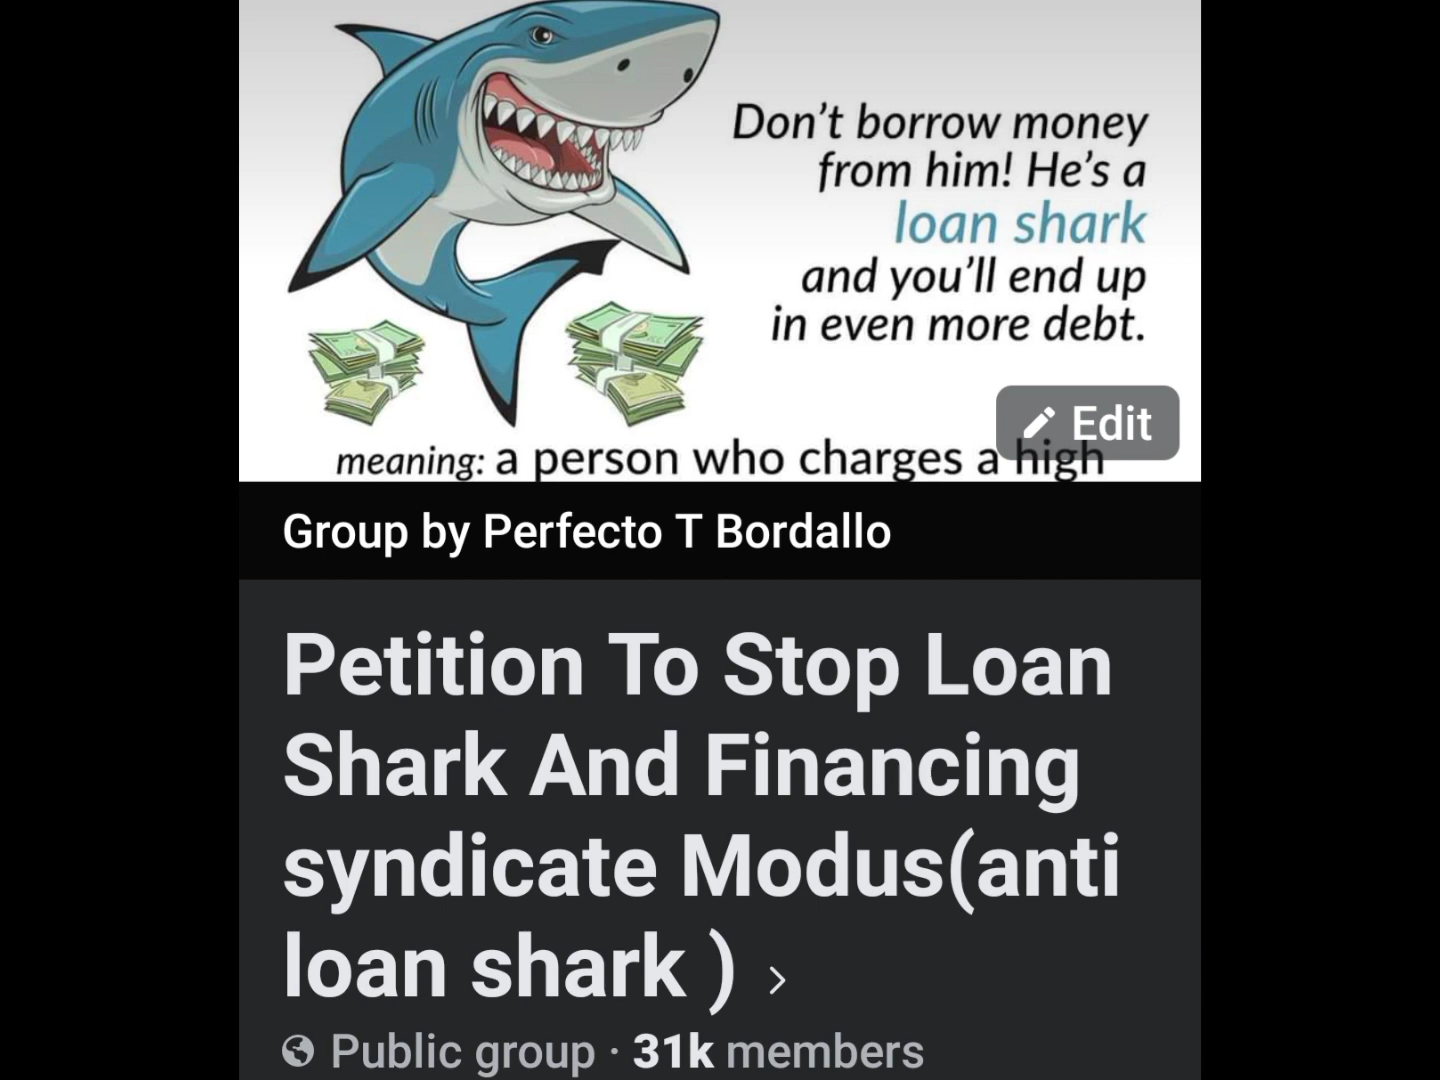 Don't borrow money
from him! He's a
loan shark
and you'll end up
in even more debt.
Edit
meaning: a person who charges a high
Group by Perfecto T Bordallo
Petition To Stop Loan
Shark And Financing
syndicate Modus(anti
loan shark ) >
Public group · 31k members